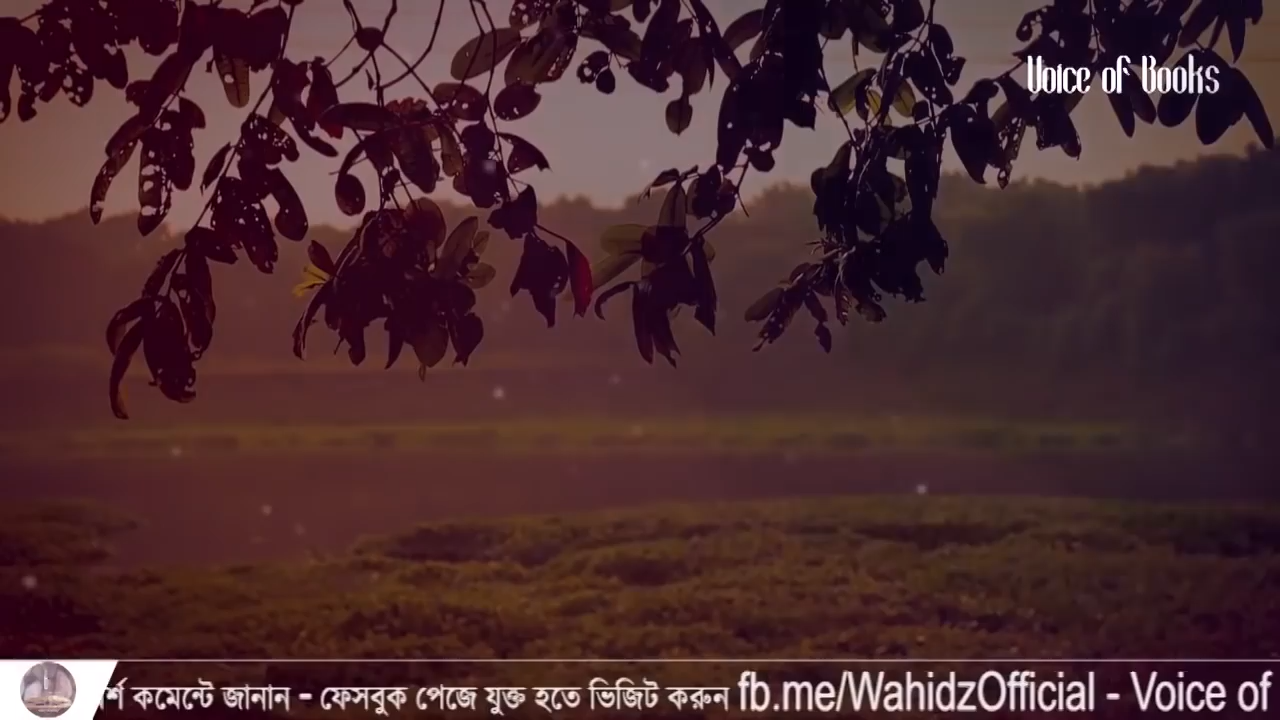 Voice of Books
র্শ কমেন্টে জানান - ফেসবুক পেজে যুক্ত হতে ভিজিট করুন fb.me/WahidzOfficial - Voice of